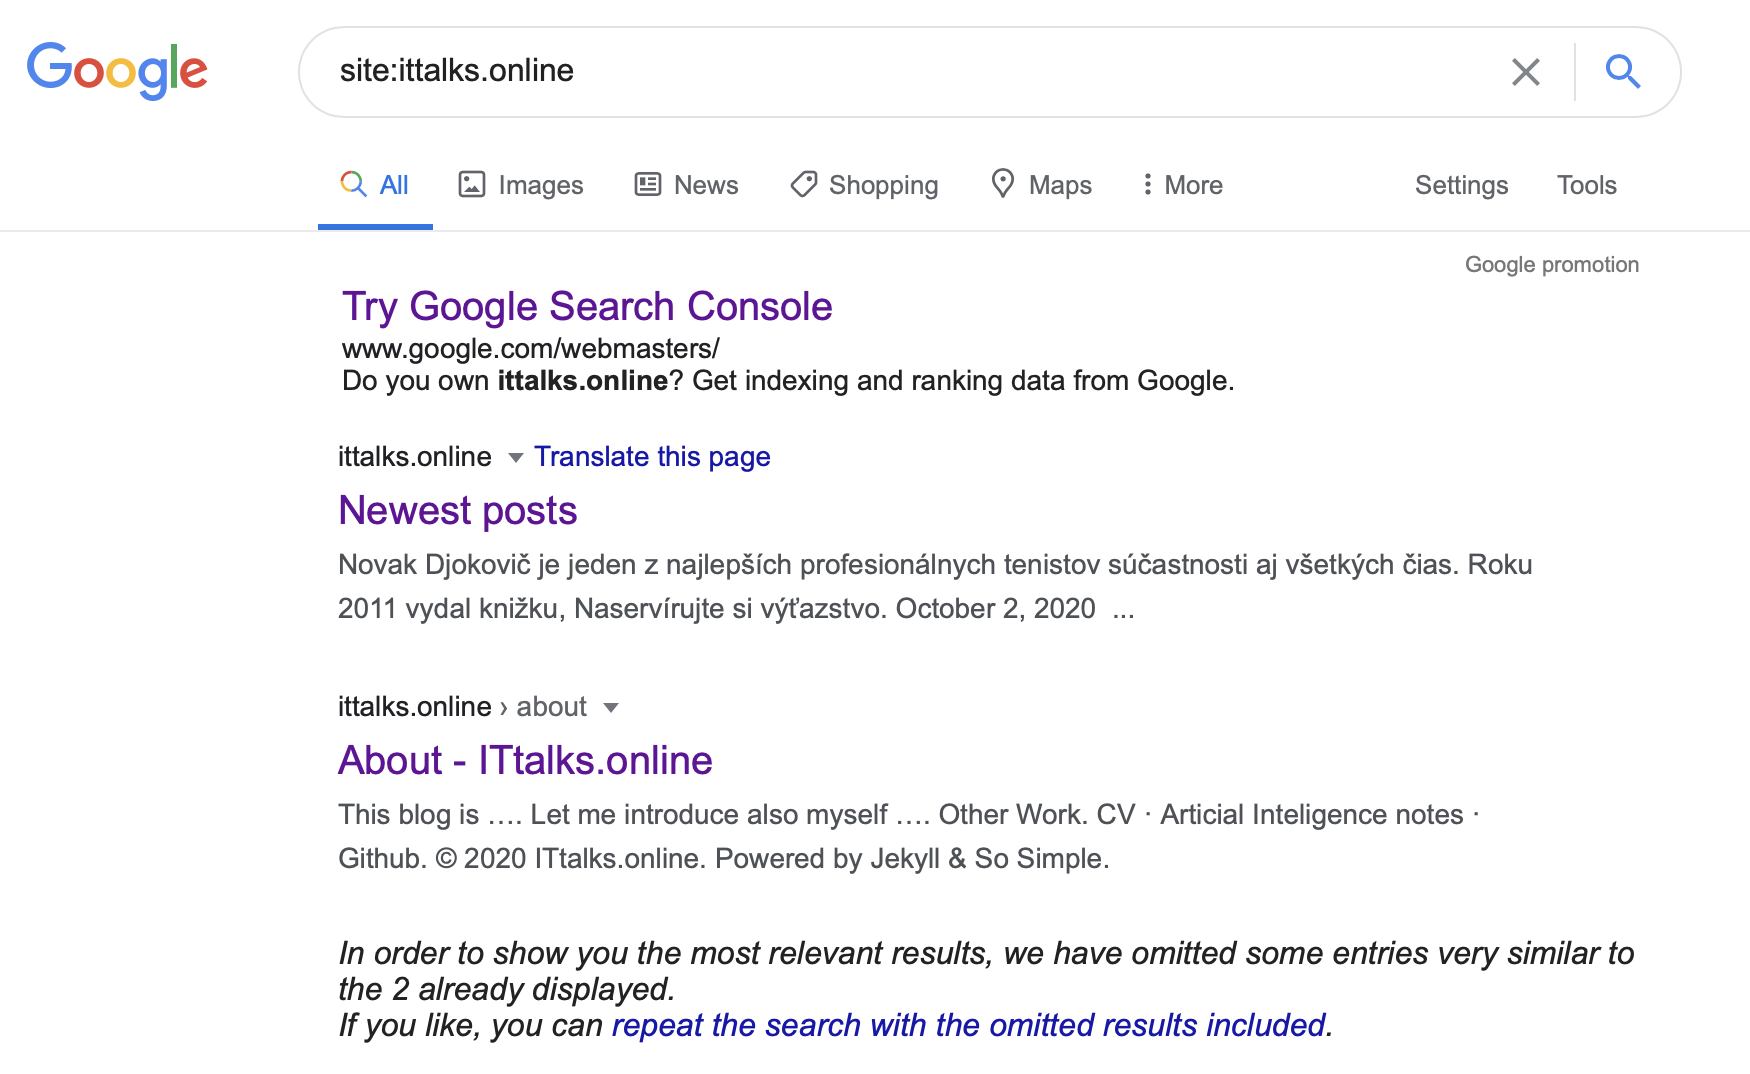 Google
site:ittalks.online
All Images News Shopping Maps More Settings Tools
Google promotion
Try Google Search Console
www.google.com/webmasters/
Do you own ittalks.online? Get indexing and ranking data from Google.
ittalks.online Translate this page
Newest posts
Novak Djokovič je jeden z najlepších profesionálnych tenistov súčastnosti aj všetkých čias. Roku
2011 vydal knižku, Naservírujte si výťazstvo. October 2, 2020 ...
ittalks.online › about
About - ITtalks.online
This blog is …. Let me introduce also myself …. Other Work. CV · Articial Inteligence notes ·
Github. © 2020 ITtalks.online. Powered by Jekyll & So Simple.
In order to show you the most relevant results, we have omitted some entries very similar to
the 2 already displayed.
If you like, you can repeat the search with the omitted results included.